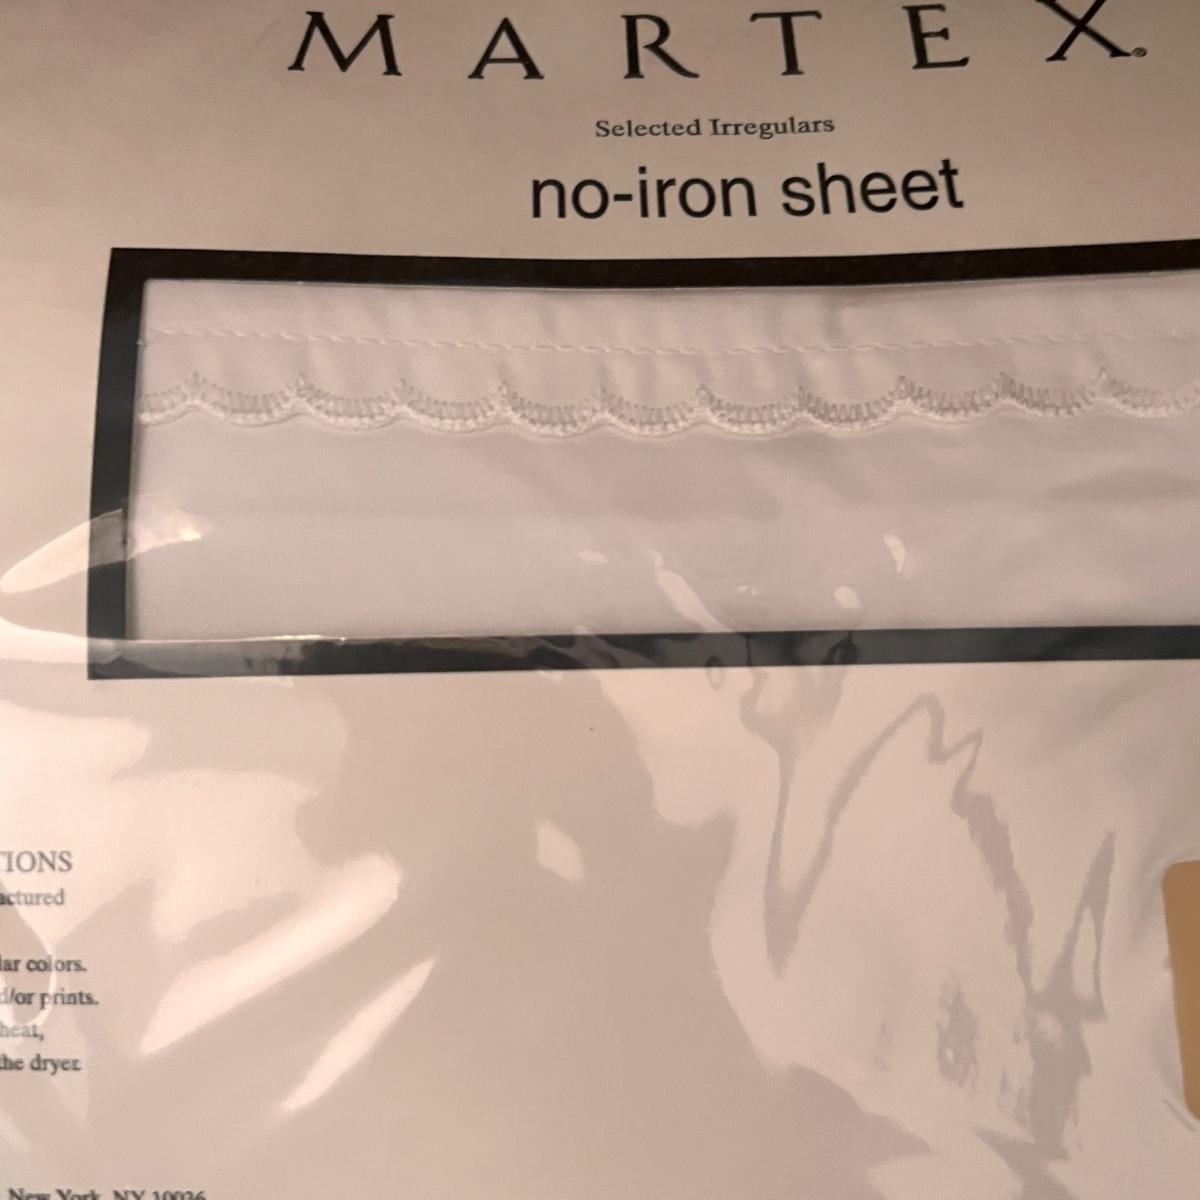 MARTEX®
Selected Irregulars
no-iron sheet
TIONS
actured
lar colors.
d/or prints.
heat,
the dryer.
New York, NY 10036